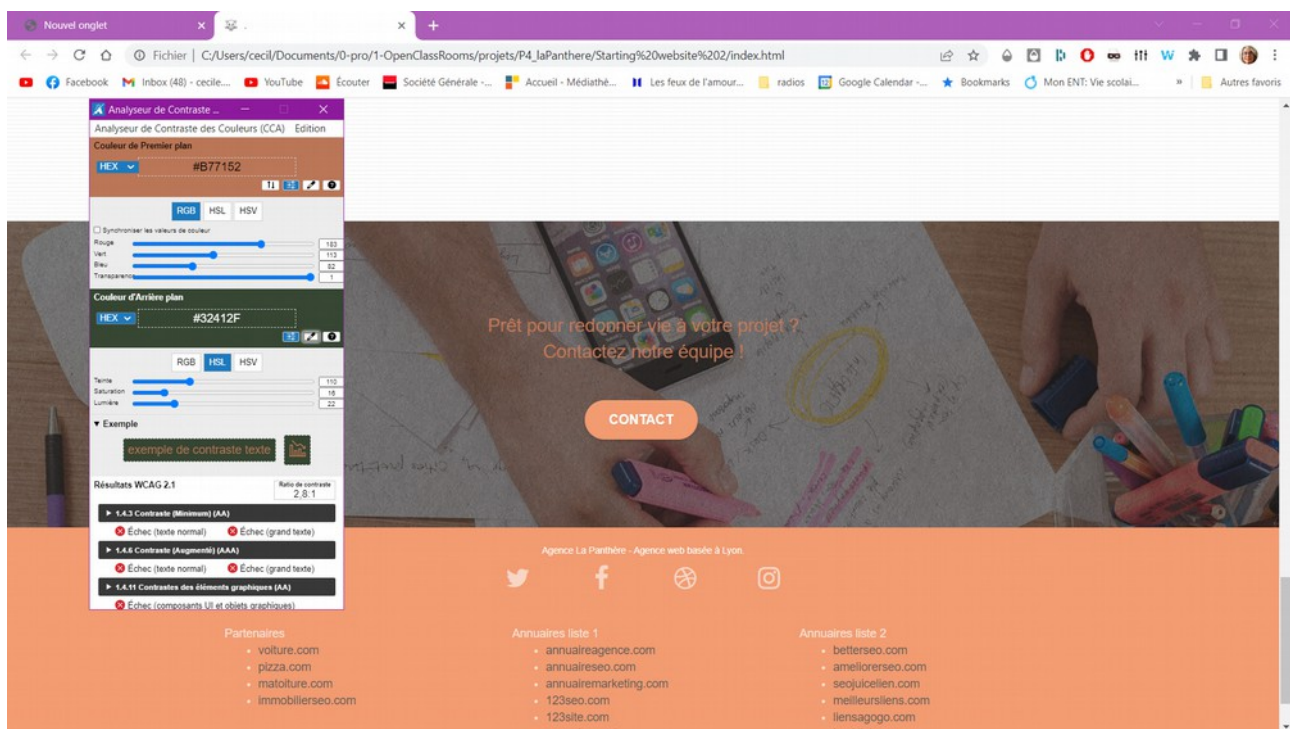 Nouvel onglet
Fichier | C:/Users/cecil/Documents/0-pro/1-OpenClassRooms/projets/P4_laPanthere/Starting%20website%202/index.html
Facebook Inbox (48) - cecile.... YouTube Écouter Société Générale -... Accueil - Médiathé... Les feux de l'amour... radios Google Calendar -... Bookmarks Mon ENT: Vie scolai... » Autres favoris
Analyseur de Contraste ...
Analyseur de Contraste des Couleurs (CCA) Edition
Couleur de Premier plan
HEX #B77152
RGB HSL HSV
Synchroniser les valeurs de couleur
Rouge 183
Vert 113
Bleu 82
Transparence 1
Couleur d'Arrière plan
HEX #32412F
RGB HSL HSV
Teinte 110
Saturation 16
Lumière 22
▼ Exemple
exemple de contraste texte
Résultats WCAG 2.1
Ratio de contraste
2,8:1
▶ 1.4.3 Contraste (Minimum) (AA)
Échec (texte normal) Échec (grand texte)
▶ 1.4.6 Contraste (Augmenté) (AAA)
Échec (texte normal) Échec (grand texte)
▶ 1.4.11 Contrastes des éléments graphiques (AA)
Échec (composants UI et objets graphiques)
Prêt pour redonner vie à votre projet ?
Contactez notre équipe !
CONTACT
Agence La Panthère - Agence web basée à Lyon.
Partenaires
voiture.com
pizza.com
matoiture.com
immobilierseo.com
Annuaires liste 1
annuaireagence.com
annuaireseo.com
annuairemarketing.com
123seo.com
123site.com
Annuaires liste 2
betterseo.com
ameliorerseo.com
seojuicelien.com
meilleursliens.com
liensagogo.com